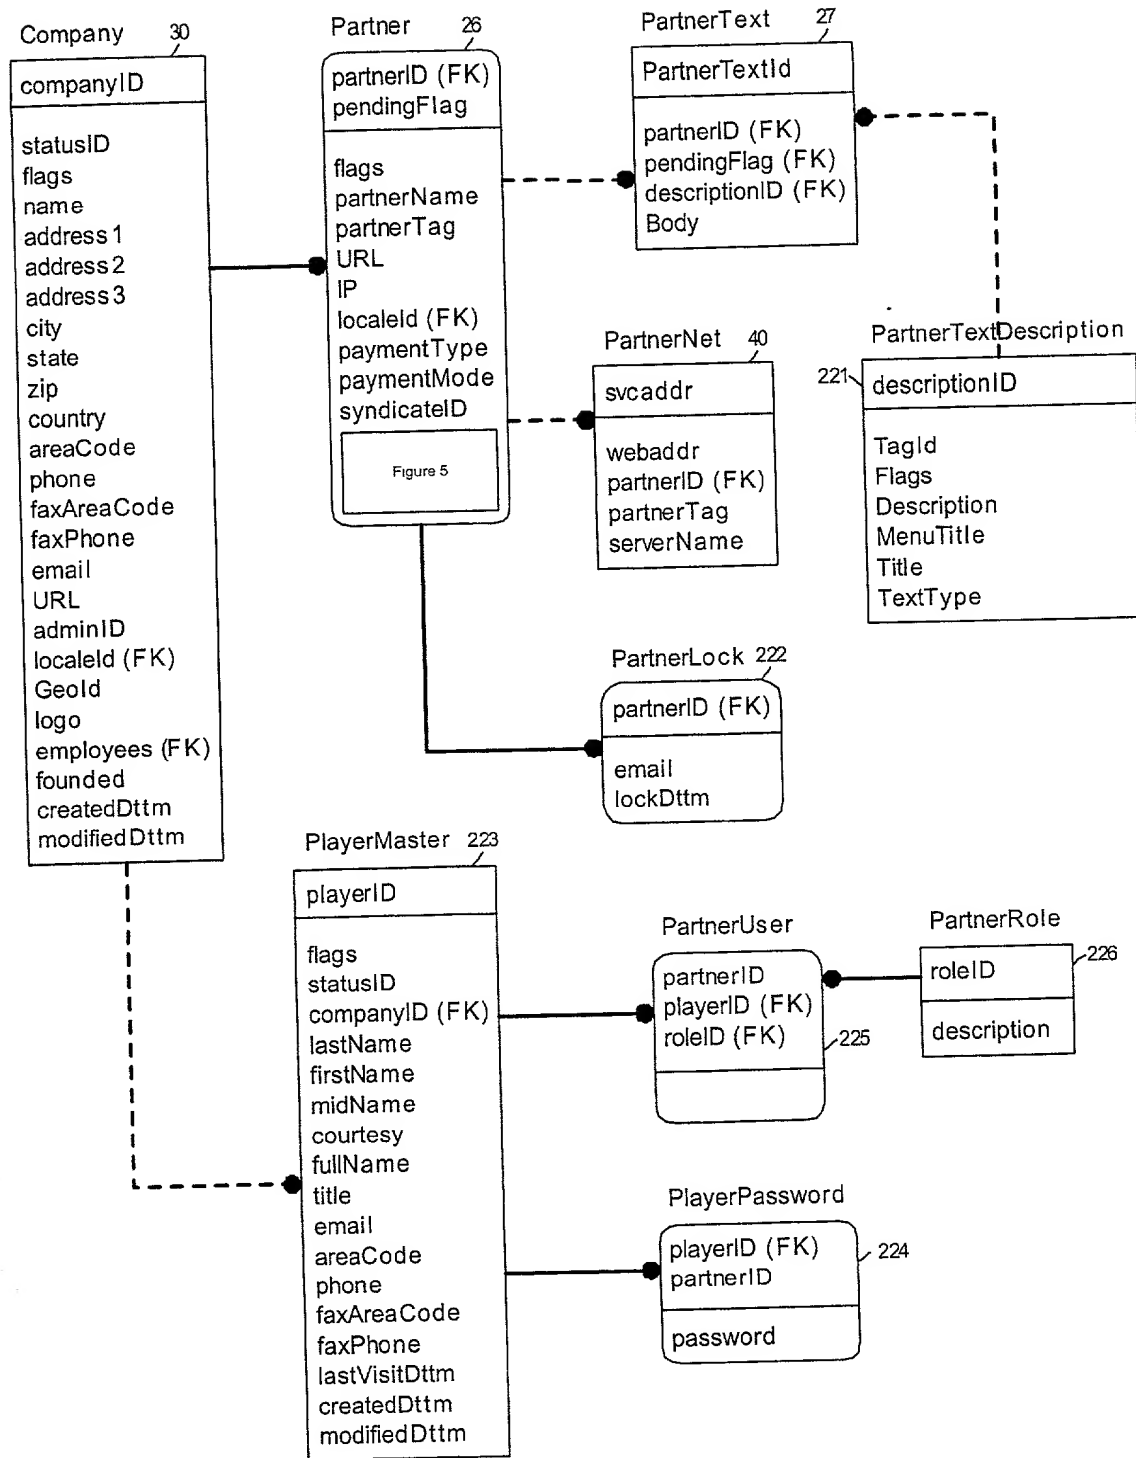 Company 30
companyID
statusID
flags
name
address1
address2
address3
city
state
zip
country
areaCode
phone
faxAreaCode
faxPhone
email
URL
adminID
localeId (FK)
GeoId
logo
employees (FK)
founded
createdDttm
modifiedDttm
Partner 26
partnerID (FK)
pendingFlag
flags
partnerName
partnerTag
URL
IP
localeId (FK)
paymentType
paymentMode
syndicateID
Figure 5
PartnerText 27
PartnerTextId
partnerID (FK)
pendingFlag (FK)
descriptionID (FK)
Body
PartnerNet 40
svcaddr
webaddr
partnerID (FK)
partnerTag
serverName
PartnerTextDescription
221
descriptionID
TagId
Flags
Description
MenuTitle
Title
TextType
PartnerLock 222
partnerID (FK)
email
lockDttm
PlayerMaster 223
playerID
flags
statusID
companyID (FK)
lastName
firstName
midName
courtesy
fullName
title
email
areaCode
phone
faxAreaCode
faxPhone
lastVisitDttm
createdDttm
modifiedDttm
PartnerUser
partnerID
playerID (FK)
roleID (FK)
225
PartnerRole
roleID
226
description
PlayerPassword
playerID (FK)
partnerID
224
password